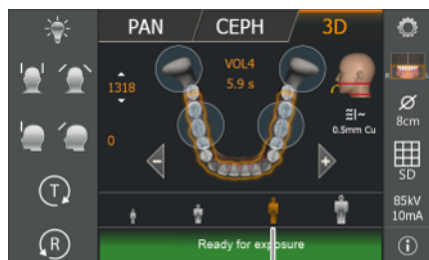 PAN CEPH 3D
VOL4
5.9 s
1318
0
0.5mm Cu
R L
8cm
SD
85kV
10mA
T
R
Ready for exposure
i